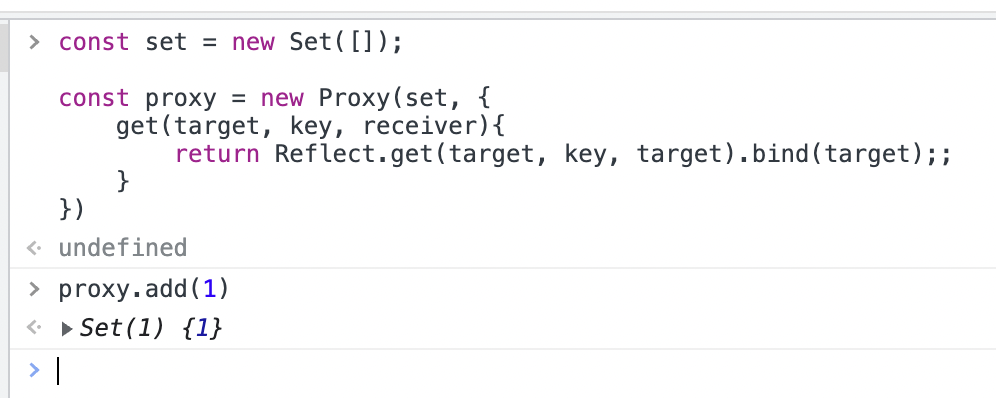 > const set = new Set([]);
const proxy = new Proxy(set, {
get(target, key, receiver){
return Reflect.get(target, key, target).bind(target);;
}
})
undefined
> proxy.add(1)
▶ Set(1) {1}
>